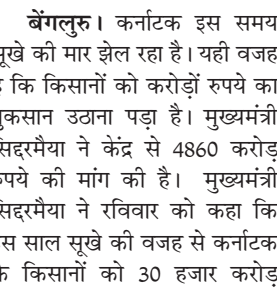 बेंगलुरु। कर्नाटक इस समय
सूखे की मार झेल रहा है। यही वजह
है कि किसानों को करोड़ों रुपये का
नुकसान उठाना पड़ा है। मुख्यमंत्री
सिद्दरमैया ने केंद्र से 4860 करोड़
रुपये की मांग की है। मुख्यमंत्री
सिद्दरमैया ने रविवार को कहा कि
इस साल सूखे की वजह से कर्नाटक
के किसानों को 30 हजार करोड़